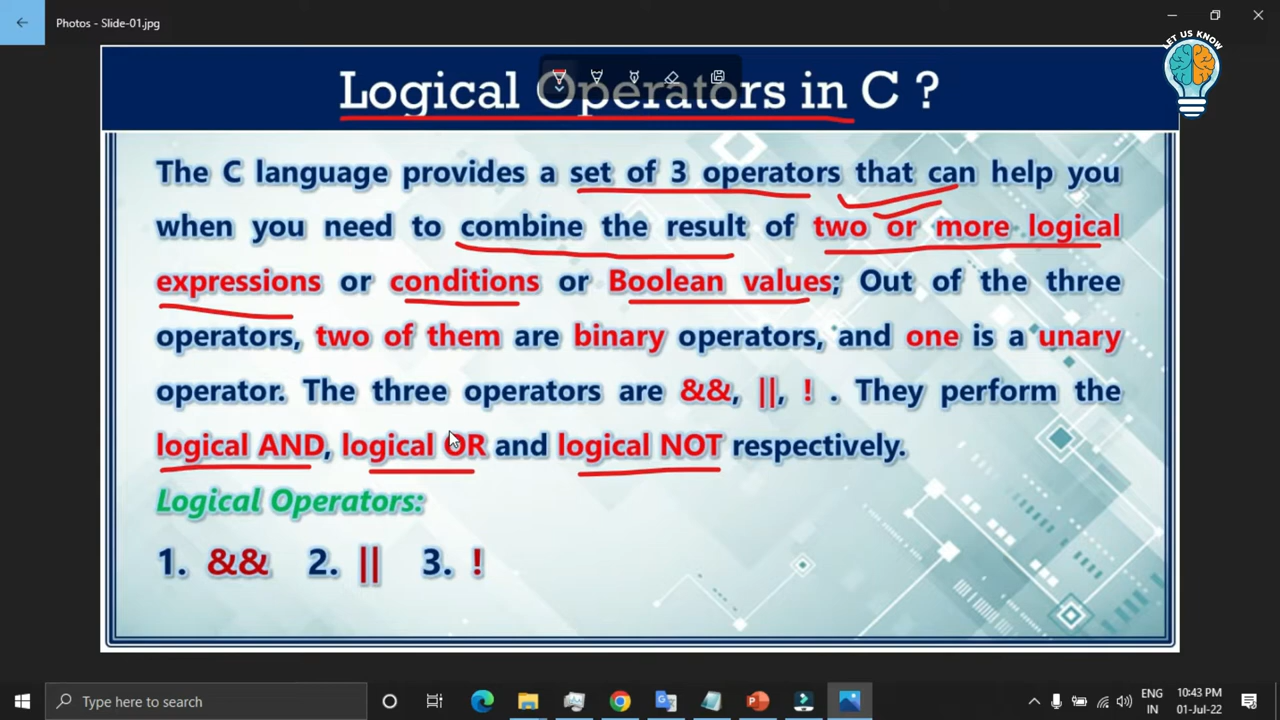 Photos - Slide-01.jpg
LET US KNOW
Logical Operators in C ?
The C language provides a set of 3 operators that can help you
when you need to combine the result of two or more logical
expressions or conditions or Boolean values; Out of the three
operators, two of them are binary operators, and one is a unary
operator. The three operators are &&, ||, ! . They perform the
logical AND, logical OR and logical NOT respectively.
Logical Operators:
1. && 2. || 3. !
Type here to search
ENG
IN
10:43 PM
01-Jul-22